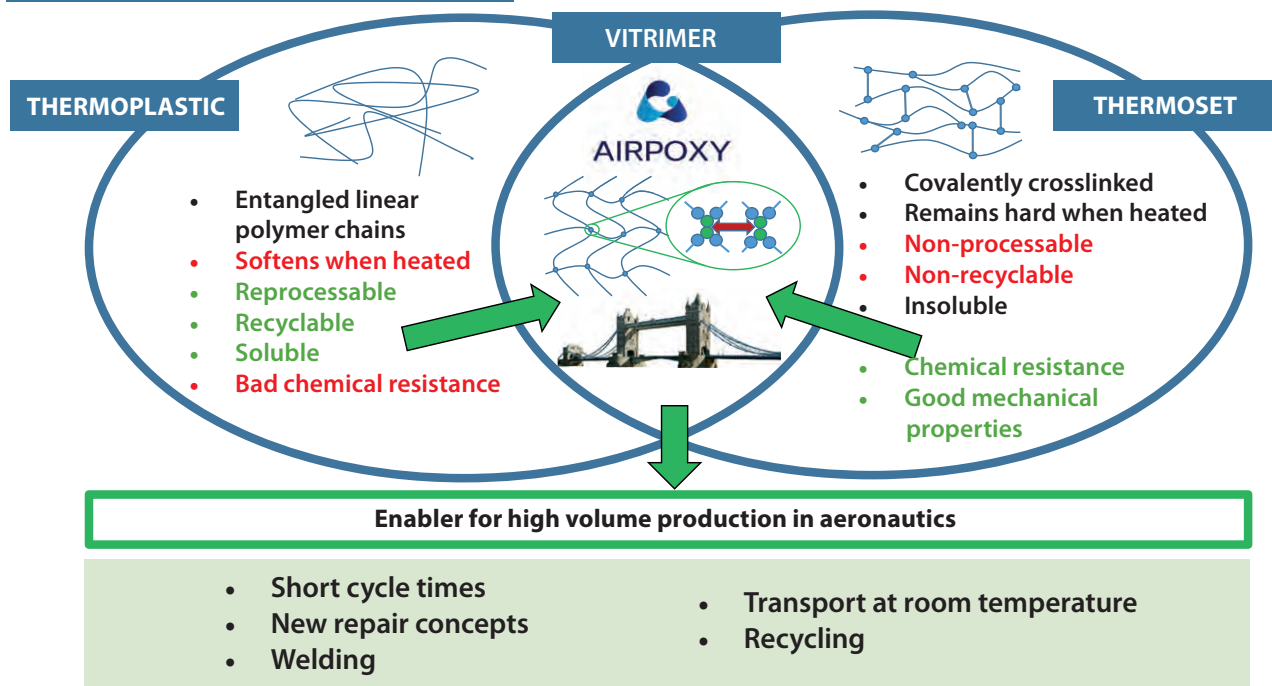 VITRIMER
THERMOPLASTIC
THERMOSET
AIRPOXY
• Entangled linear
polymer chains
• Softens when heated
• Reprocessable
• Recyclable
• Soluble
• Bad chemical resistance
• Covalently crosslinked
• Remains hard when heated
• Non-processable
• Non-recyclable
• Insoluble
• Chemical resistance
• Good mechanical
properties
Enabler for high volume production in aeronautics
• Short cycle times
• New repair concepts
• Welding
• Transport at room temperature
• Recycling